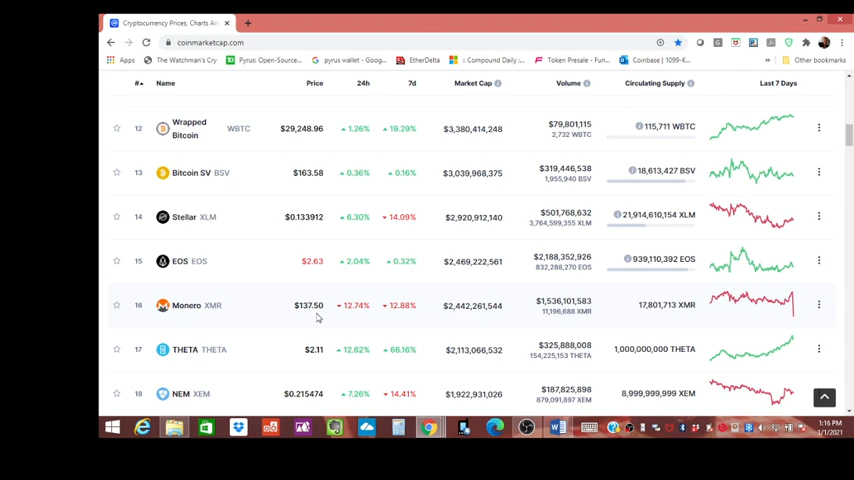 Cryptocurrency Prices, Charts An
coinmarketcap.com
Apps The Watchman's Cry Pyrus: Open-Source... pyrus wallet - Goog... EtherDelta :: Compound Daily :... Token Presale - Fun... Coinbase | 1099-K... Other bookmarks
# Name Price 24h 7d Market Cap Volume Circulating Supply Last 7 Days
12 Wrapped Bitcoin WBTC $29,248.96 1.26% 19.29% $3,380,414,248 $79,801,115 115,711 WBTC
2,732 WBTC
13 Bitcoin SV BSV $163.58 0.36% 0.16% $3,039,968,375 $319,446,538 18,613,427 BSV
1,955,940 BSV
14 Stellar XLM $0.133912 6.30% 14.09% $2,920,912,140 $501,768,632 21,914,610,154 XLM
3,764,599,355 XLM
15 EOS EOS $2.63 2.04% 0.32% $2,469,222,561 $2,188,352,926 939,110,392 EOS
832,288,270 EOS
16 Monero XMR $137.50 12.74% 12.88% $2,442,261,544 $1,536,101,583 17,801,713 XMR
11,196,688 XMR
17 THETA THETA $2.11 12.62% 66.16% $2,113,066,532 $325,888,008 1,000,000,000 THETA
154,225,153 THETA
18 NEM XEM $0.215474 7.26% 14.41% $1,922,931,026 $187,825,898 8,999,999,999 XEM
879,091,897 XEM
1:16 PM
1/1/2021